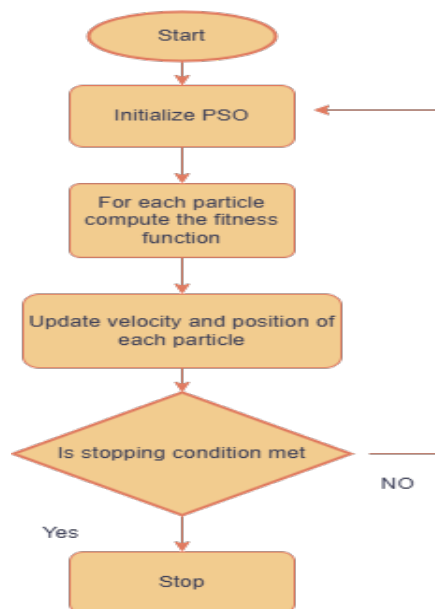 Start
Initialize PSO
For each particle
compute the fitness
function
Update velocity and position of
each particle
Is stopping condition met
NO
Yes
Stop